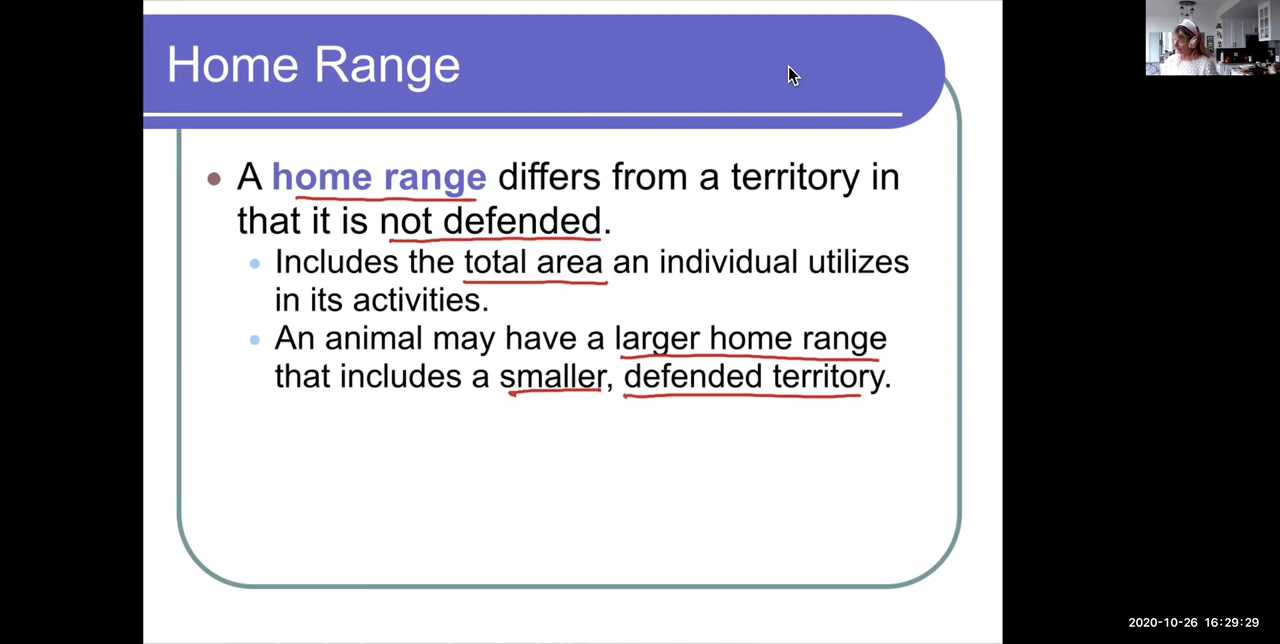 Home Range
A home range differs from a territory in
that it is not defended.
Includes the total area an individual utilizes
in its activities.
An animal may have a larger home range
that includes a smaller, defended territory.
2020-10-26 16:29:29